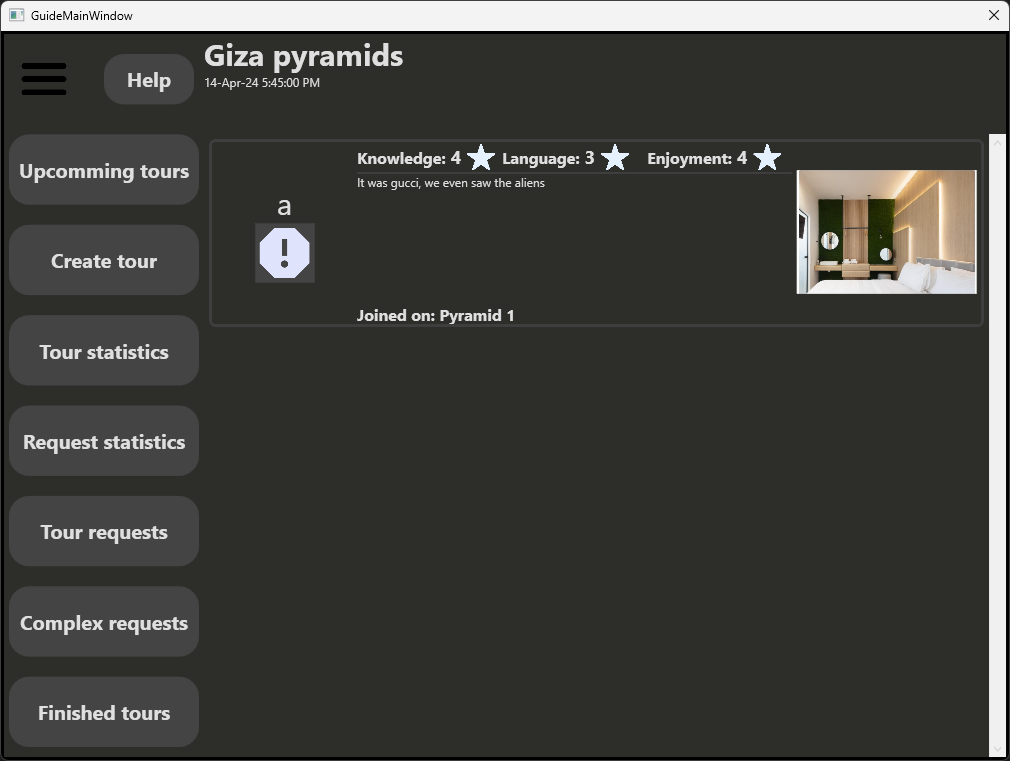 GuideMainWindow
Help
Giza pyramids
14-Apr-24 5:45:00 PM
Upcomming tours
Create tour
Tour statistics
Request statistics
Tour requests
Complex requests
Finished tours
Knowledge: 4 Language: 3 Enjoyment: 4
It was gucci, we even saw the aliens
a
!
Joined on: Pyramid 1